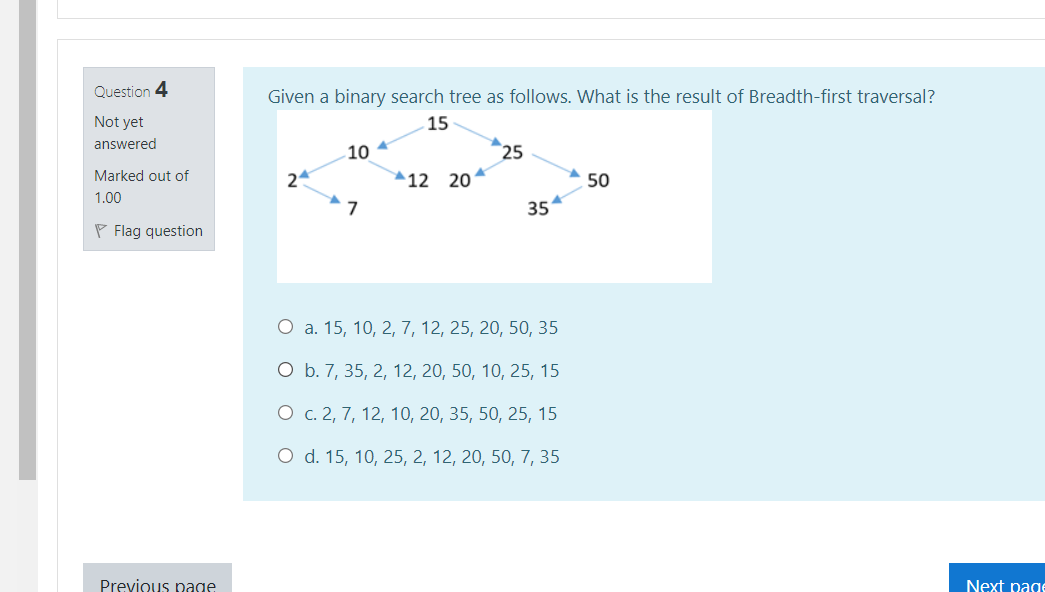 Question 4
Not yet
answered
Marked out of
1.00
Flag question
Given a binary search tree as follows. What is the result of Breadth-first traversal?
15
10 25
2 12 20 50
7 35
a. 15, 10, 2, 7, 12, 25, 20, 50, 35
b. 7, 35, 2, 12, 20, 50, 10, 25, 15
c. 2, 7, 12, 10, 20, 35, 50, 25, 15
d. 15, 10, 25, 2, 12, 20, 50, 7, 35
Previous page
Next page